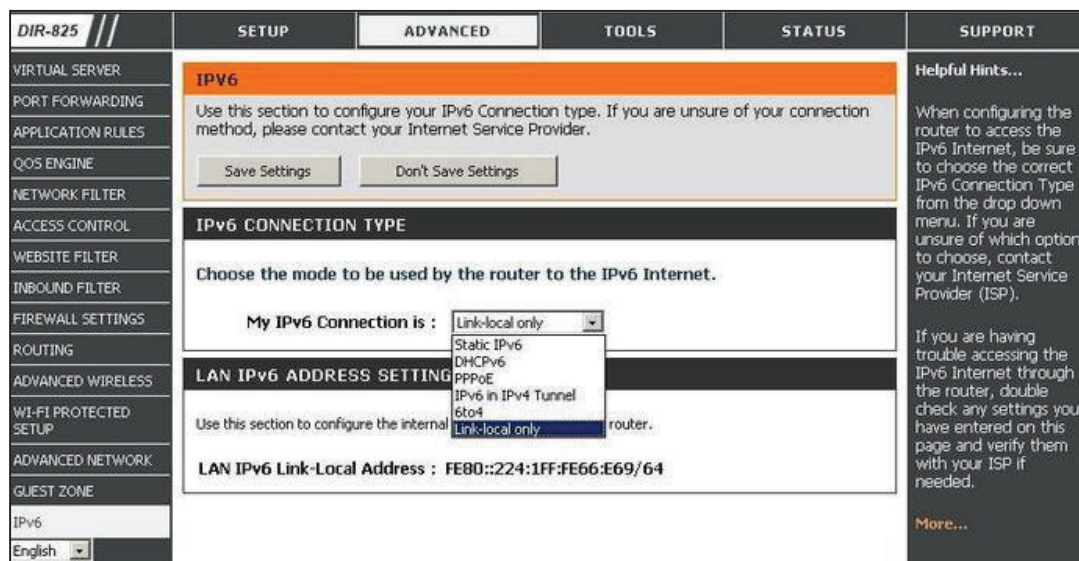 DIR-825
SETUP
ADVANCED
TOOLS
STATUS
SUPPORT
VIRTUAL SERVER
PORT FORWARDING
APPLICATION RULES
QOS ENGINE
NETWORK FILTER
ACCESS CONTROL
WEBSITE FILTER
INBOUND FILTER
FIREWALL SETTINGS
ROUTING
ADVANCED WIRELESS
WI-FI PROTECTED
SETUP
ADVANCED NETWORK
GUEST ZONE
IPv6
English
IPV6
Use this section to configure your IPv6 Connection type. If you are unsure of your connection
method, please contact your Internet Service Provider.
Save Settings
Don't Save Settings
IPv6 CONNECTION TYPE
Choose the mode to be used by the router to the IPv6 Internet.
My IPv6 Connection is :
Link-local only
Static IPv6
DHCPv6
PPPoE
IPv6 in IPv4 Tunnel
6to4
Link-local only
LAN IPv6 ADDRESS SETTING
Use this section to configure the internal
router.
LAN IPv6 Link-Local Address : FE80::224:1FF:FE66:E69/64
Helpful Hints...
When configuring the
router to access the
IPv6 Internet, be sure
to choose the correct
IPv6 Connection Type
from the drop down
menu. If you are
unsure of which option
to choose, contact
your Internet Service
Provider (ISP).
If you are having
trouble accessing the
IPv6 Internet through
the router, double
check any settings you
have entered on this
page and verify them
with your ISP if
needed.
More...